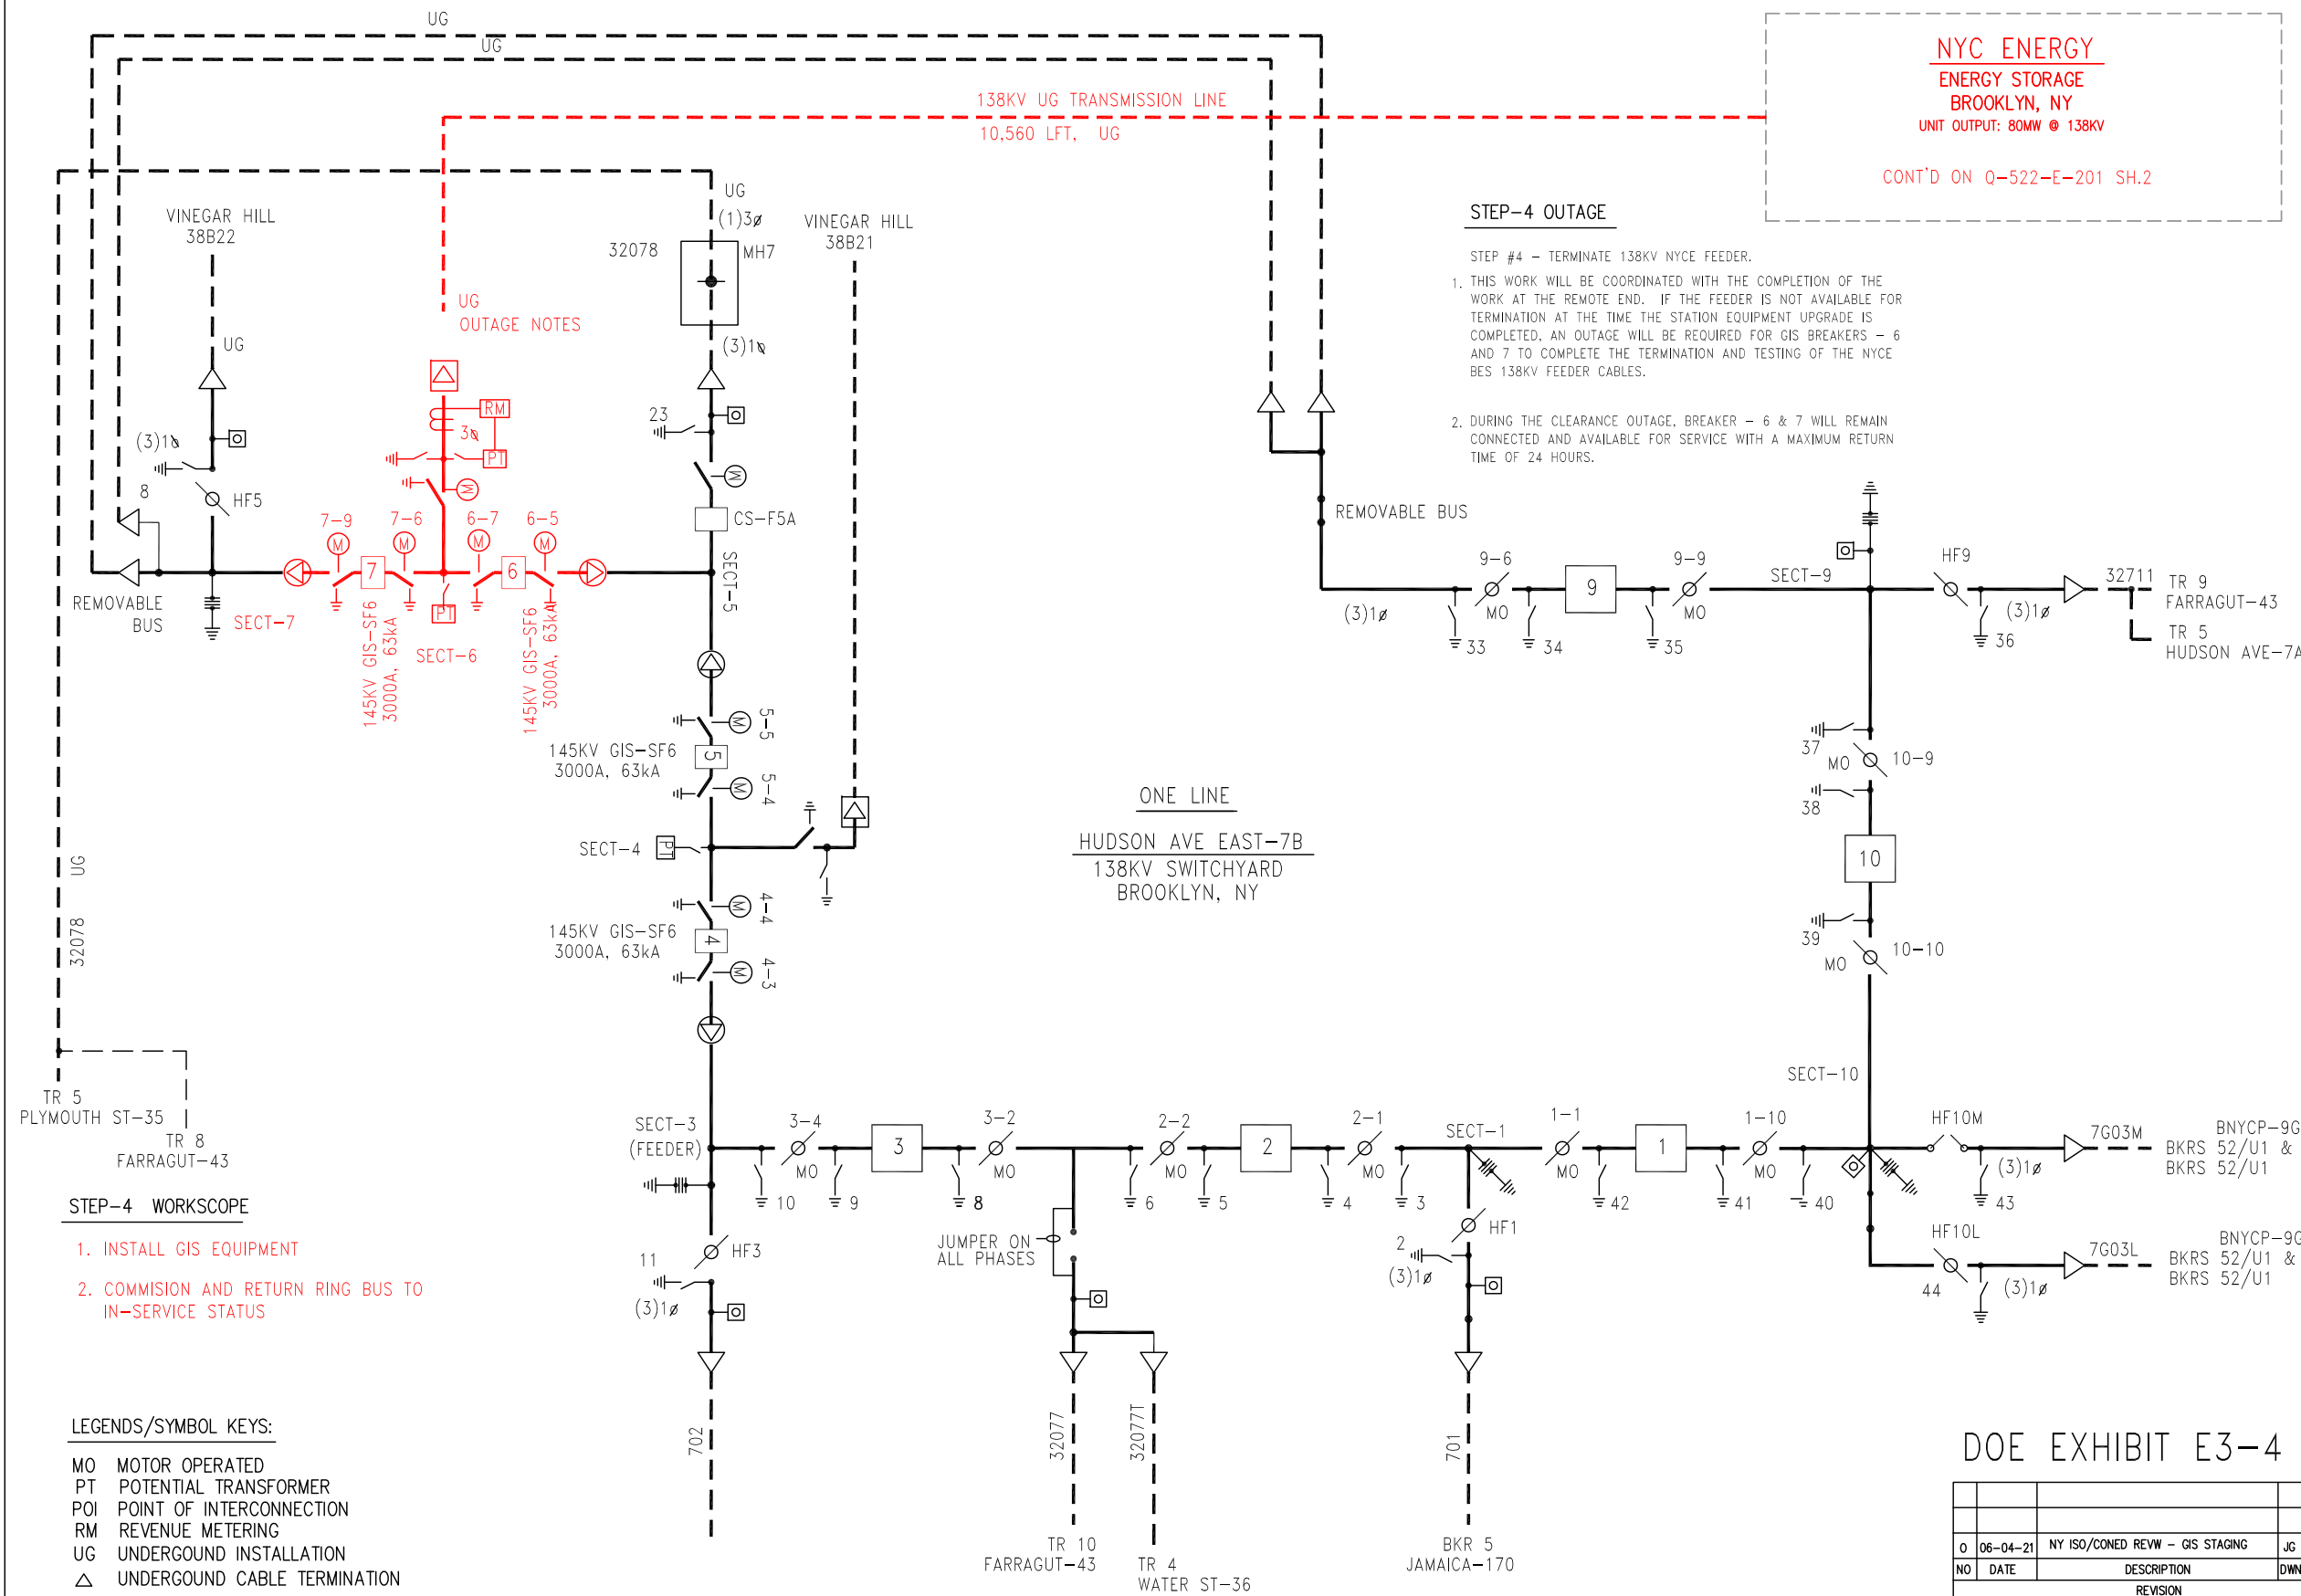 UG
UG
NYC ENERGY
ENERGY STORAGE
BROOKLYN, NY
UNIT OUTPUT: 80MW @ 138KV
CONT'D ON Q-522-E-201 SH.2
138KV UG TRANSMISSION LINE
10,560 LFT, UG
UG
(1)3ø
VINEGAR HILL
38B22
VINEGAR HILL
38B21
32078
MH7
UG
OUTAGE NOTES
UG
(3)1ø
STEP-4 OUTAGE
STEP #4 - TERMINATE 138KV NYCE FEEDER.
1. THIS WORK WILL BE COORDINATED WITH THE COMPLETION OF THE
WORK AT THE REMOTE END. IF THE FEEDER IS NOT AVAILABLE FOR
TERMINATION AT THE TIME THE STATION EQUIPMENT UPGRADE IS
COMPLETED, AN OUTAGE WILL BE REQUIRED FOR GIS BREAKERS - 6
AND 7 TO COMPLETE THE TERMINATION AND TESTING OF THE NYCE
BES 138KV FEEDER CABLES.
2. DURING THE CLEARANCE OUTAGE, BREAKER - 6 & 7 WILL REMAIN
CONNECTED AND AVAILABLE FOR SERVICE WITH A MAXIMUM RETURN
TIME OF 24 HOURS.
(3)1ø
8
HF5
RM
3ø
PT
M
23
M
CS-F5A
SECT-5
7-9
7-6
6-7
6-5
M
M
M
M
7
6
PT
REMOVABLE
BUS
SECT-7
SECT-6
145KV GIS-SF6
3000A, 63kA
145KV GIS-SF6
3000A, 63kA
REMOVABLE BUS
9-6
9-9
SECT-9
HF9
9
MO
MO
(3)1ø
33
34
35
(3)1ø
36
32711
TR 9
FARRAGUT-43
TR 5
HUDSON AVE-7A
M
5-5
145KV GIS-SF6
3000A, 63kA
5
M
5-4
SECT-4
PT
M
4-4
145KV GIS-SF6
3000A, 63kA
4
M
4-3
ONE LINE
HUDSON AVE EAST-7B
138KV SWITCHYARD
BROOKLYN, NY
37
MO
10-9
38
10
39
MO
10-10
SECT-10
UG
32078
TR 5
PLYMOUTH ST-35
TR 8
FARRAGUT-43
SECT-3
(FEEDER)
3-4
MO
3
3-2
MO
2-2
MO
2
2-1
MO
SECT-1
1-1
MO
1
1-10
MO
10
9
8
6
5
4
3
42
41
40
HF10M
(3)1ø
43
7G03M
BNYCP-9G
BKRS 52/U1 &
BKRS 52/U1
HF10L
44
(3)1ø
7G03L
BNYCP-9G
BKRS 52/U1 &
BKRS 52/U1
STEP-4 WORKSCOPE
1. INSTALL GIS EQUIPMENT
2. COMMISION AND RETURN RING BUS TO
IN-SERVICE STATUS
HF3
11
(3)1ø
JUMPER ON
ALL PHASES
HF1
2
(3)1ø
702
32077
32077T
701
TR 10
FARRAGUT-43
TR 4
WATER ST-36
BKR 5
JAMAICA-170
LEGENDS/SYMBOL KEYS:
MO MOTOR OPERATED
PT POTENTIAL TRANSFORMER
POI POINT OF INTERCONNECTION
RM REVENUE METERING
UG UNDERGOUND INSTALLATION
△ UNDERGOUND CABLE TERMINATION
DOE EXHIBIT E3-4
0 06-04-21 NY ISO/CONED REVW - GIS STAGING JG
NO DATE DESCRIPTION DWN
REVISION